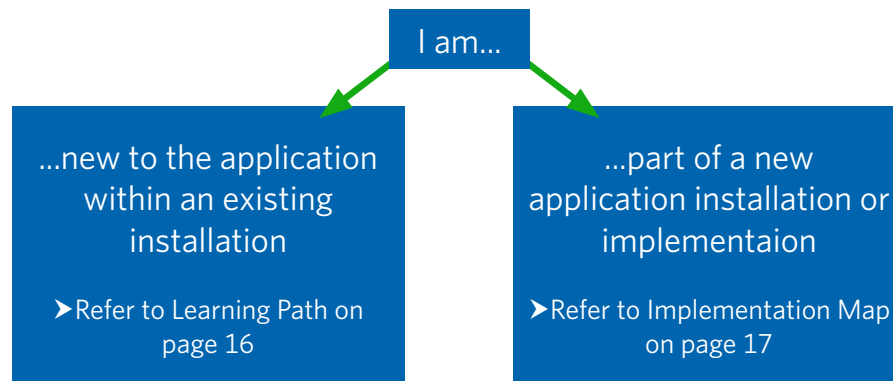 I am...
...new to the application
within an existing
installation
➤Refer to Learning Path on
page 16
...part of a new
application installation or
implementaion
➤Refer to Implementation Map
on page 17